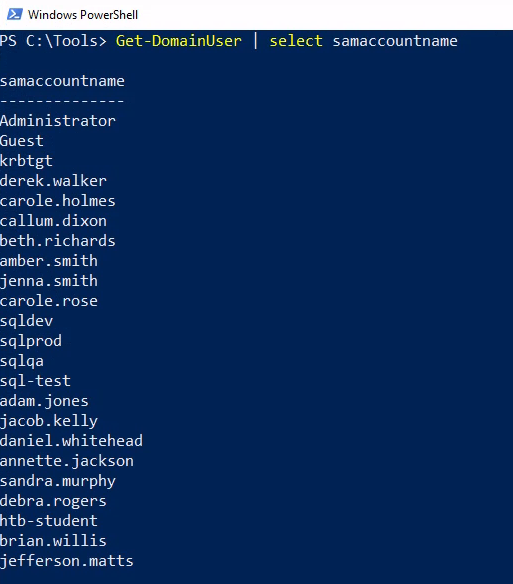 Windows PowerShell
PS C:\Tools> Get-DomainUser | select samaccountname
samaccountname
--------------
Administrator
Guest
krbtgt
derek.walker
carole.holmes
callum.dixon
beth.richards
amber.smith
jenna.smith
carole.rose
sqldev
sqlprod
sqlqa
sql-test
adam.jones
jacob.kelly
daniel.whitehead
annette.jackson
sandra.murphy
debra.rogers
htb-student
brian.willis
jefferson.matts